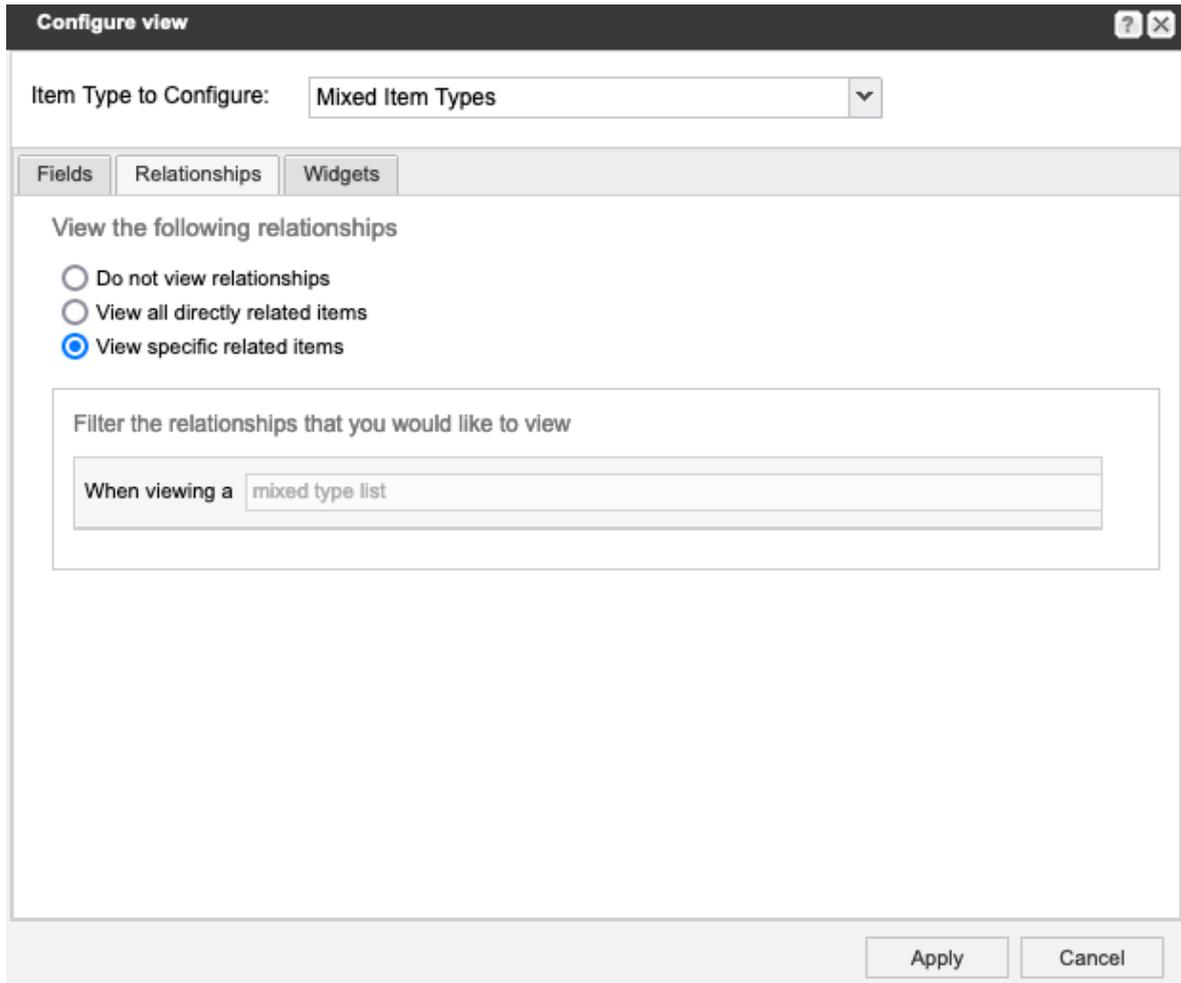 Configure view
?
Item Type to Configure: Mixed Item Types
Fields Relationships Widgets
View the following relationships
Do not view relationships
View all directly related items
View specific related items
Filter the relationships that you would like to view
When viewing a mixed type list
Apply Cancel